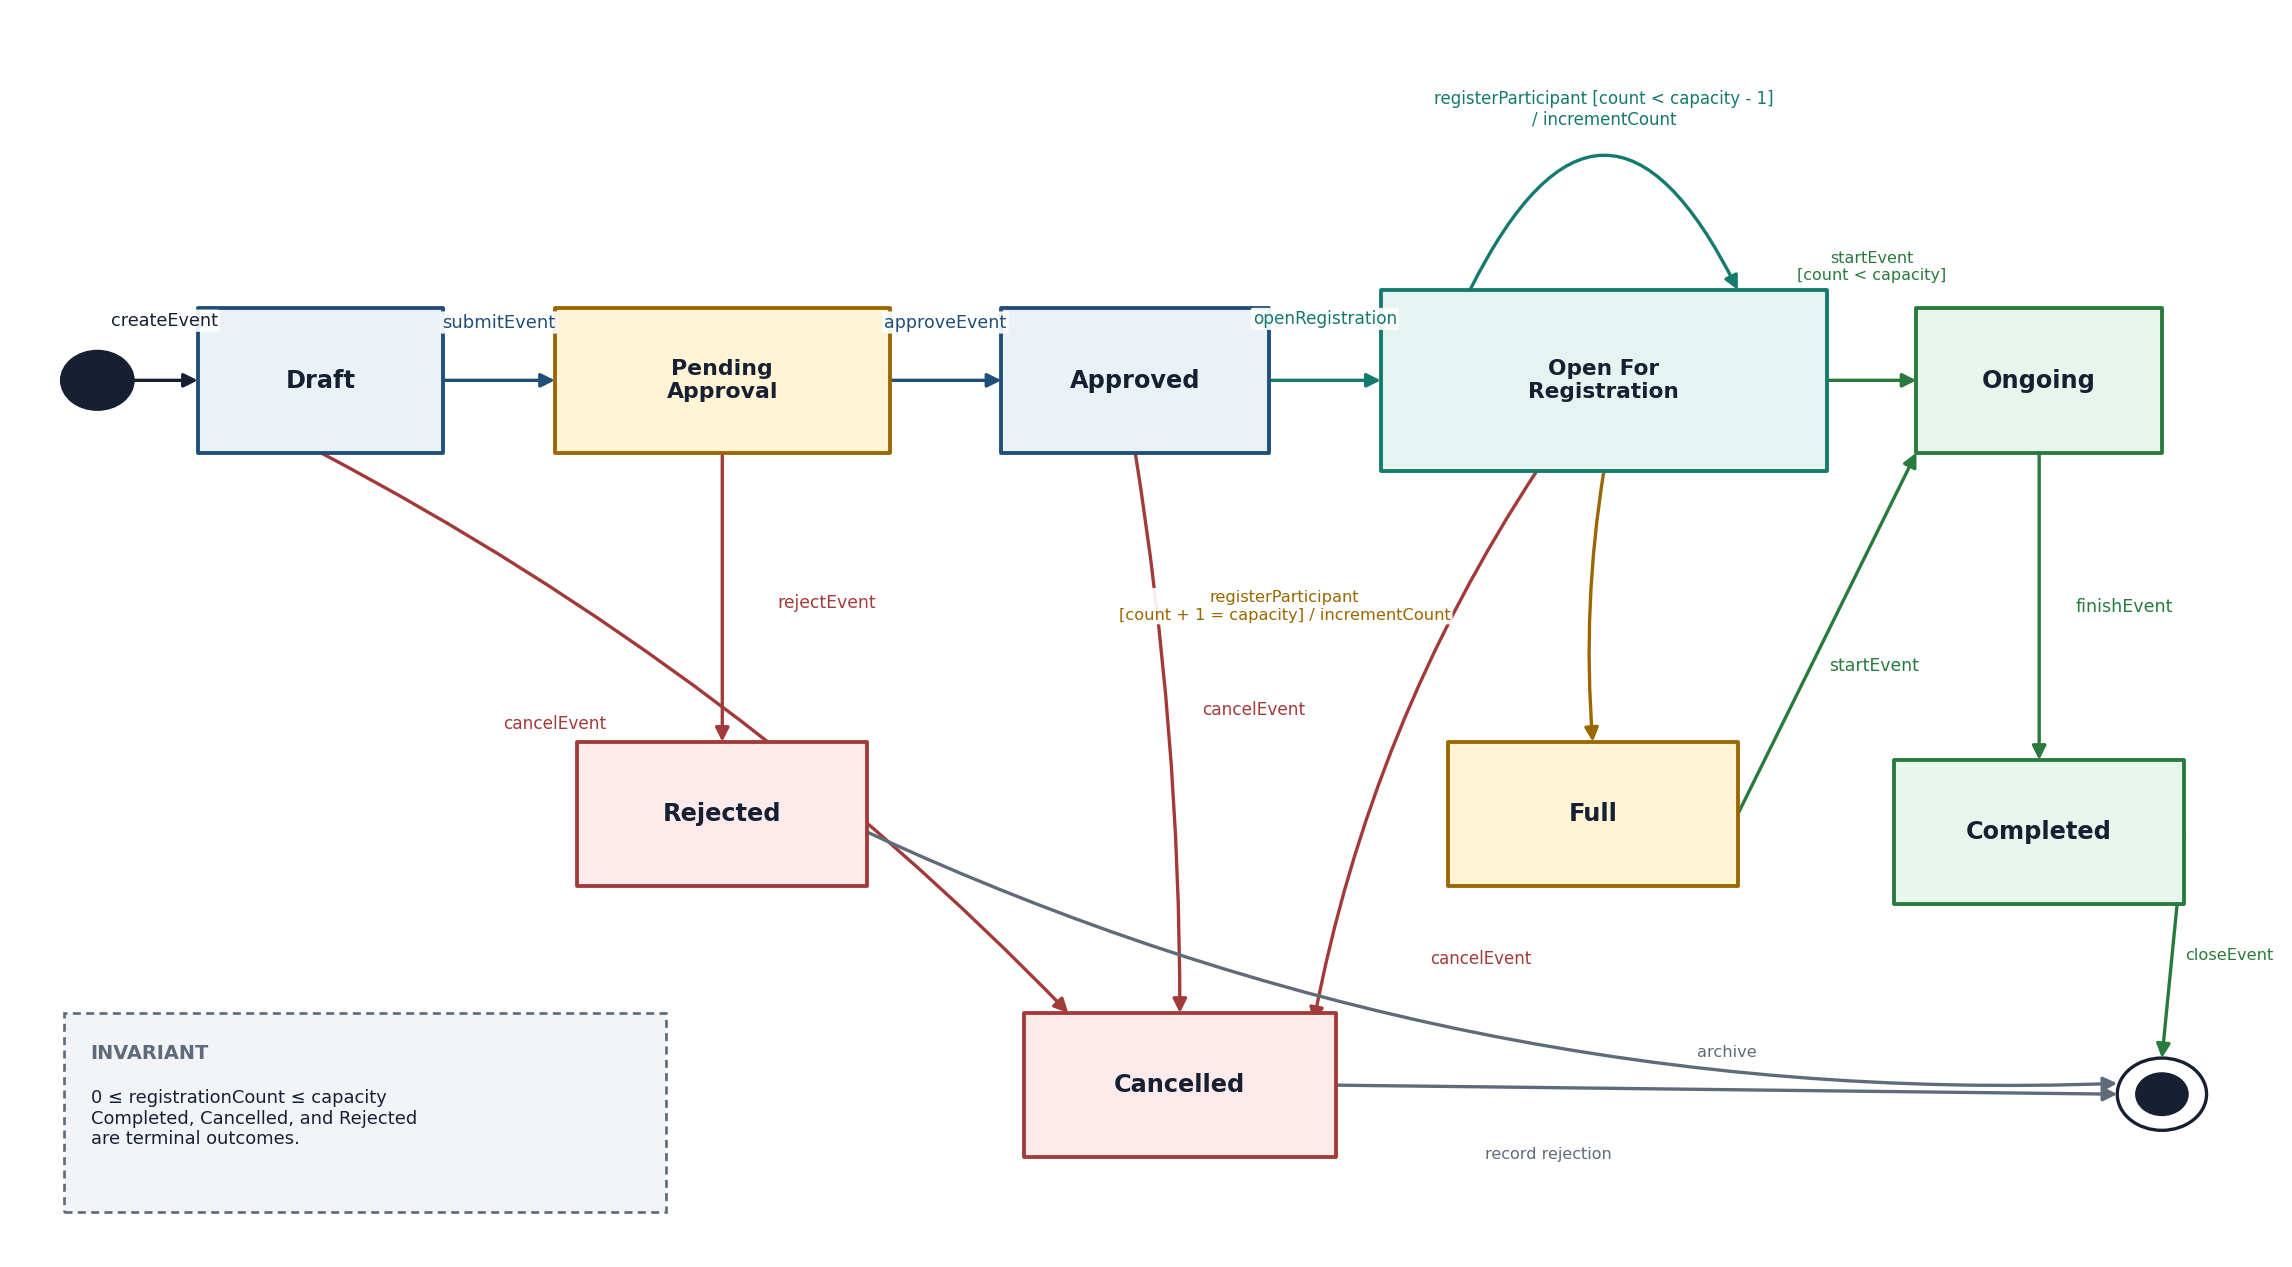 registerParticipant [count < capacity - 1]
/ incrementCount
startEvent
[count < capacity]
createEvent
submitEvent
approveEvent
openRegistration
Draft
Pending
Approval
Approved
Open For
Registration
Ongoing
rejectEvent
registerParticipant
[count + 1 = capacity] / incrementCount
finishEvent
startEvent
cancelEvent
cancelEvent
Rejected
Full
Completed
cancelEvent
closeEvent
archive
Cancelled
record rejection
INVARIANT
0 ≤ registrationCount ≤ capacity
Completed, Cancelled, and Rejected
are terminal outcomes.